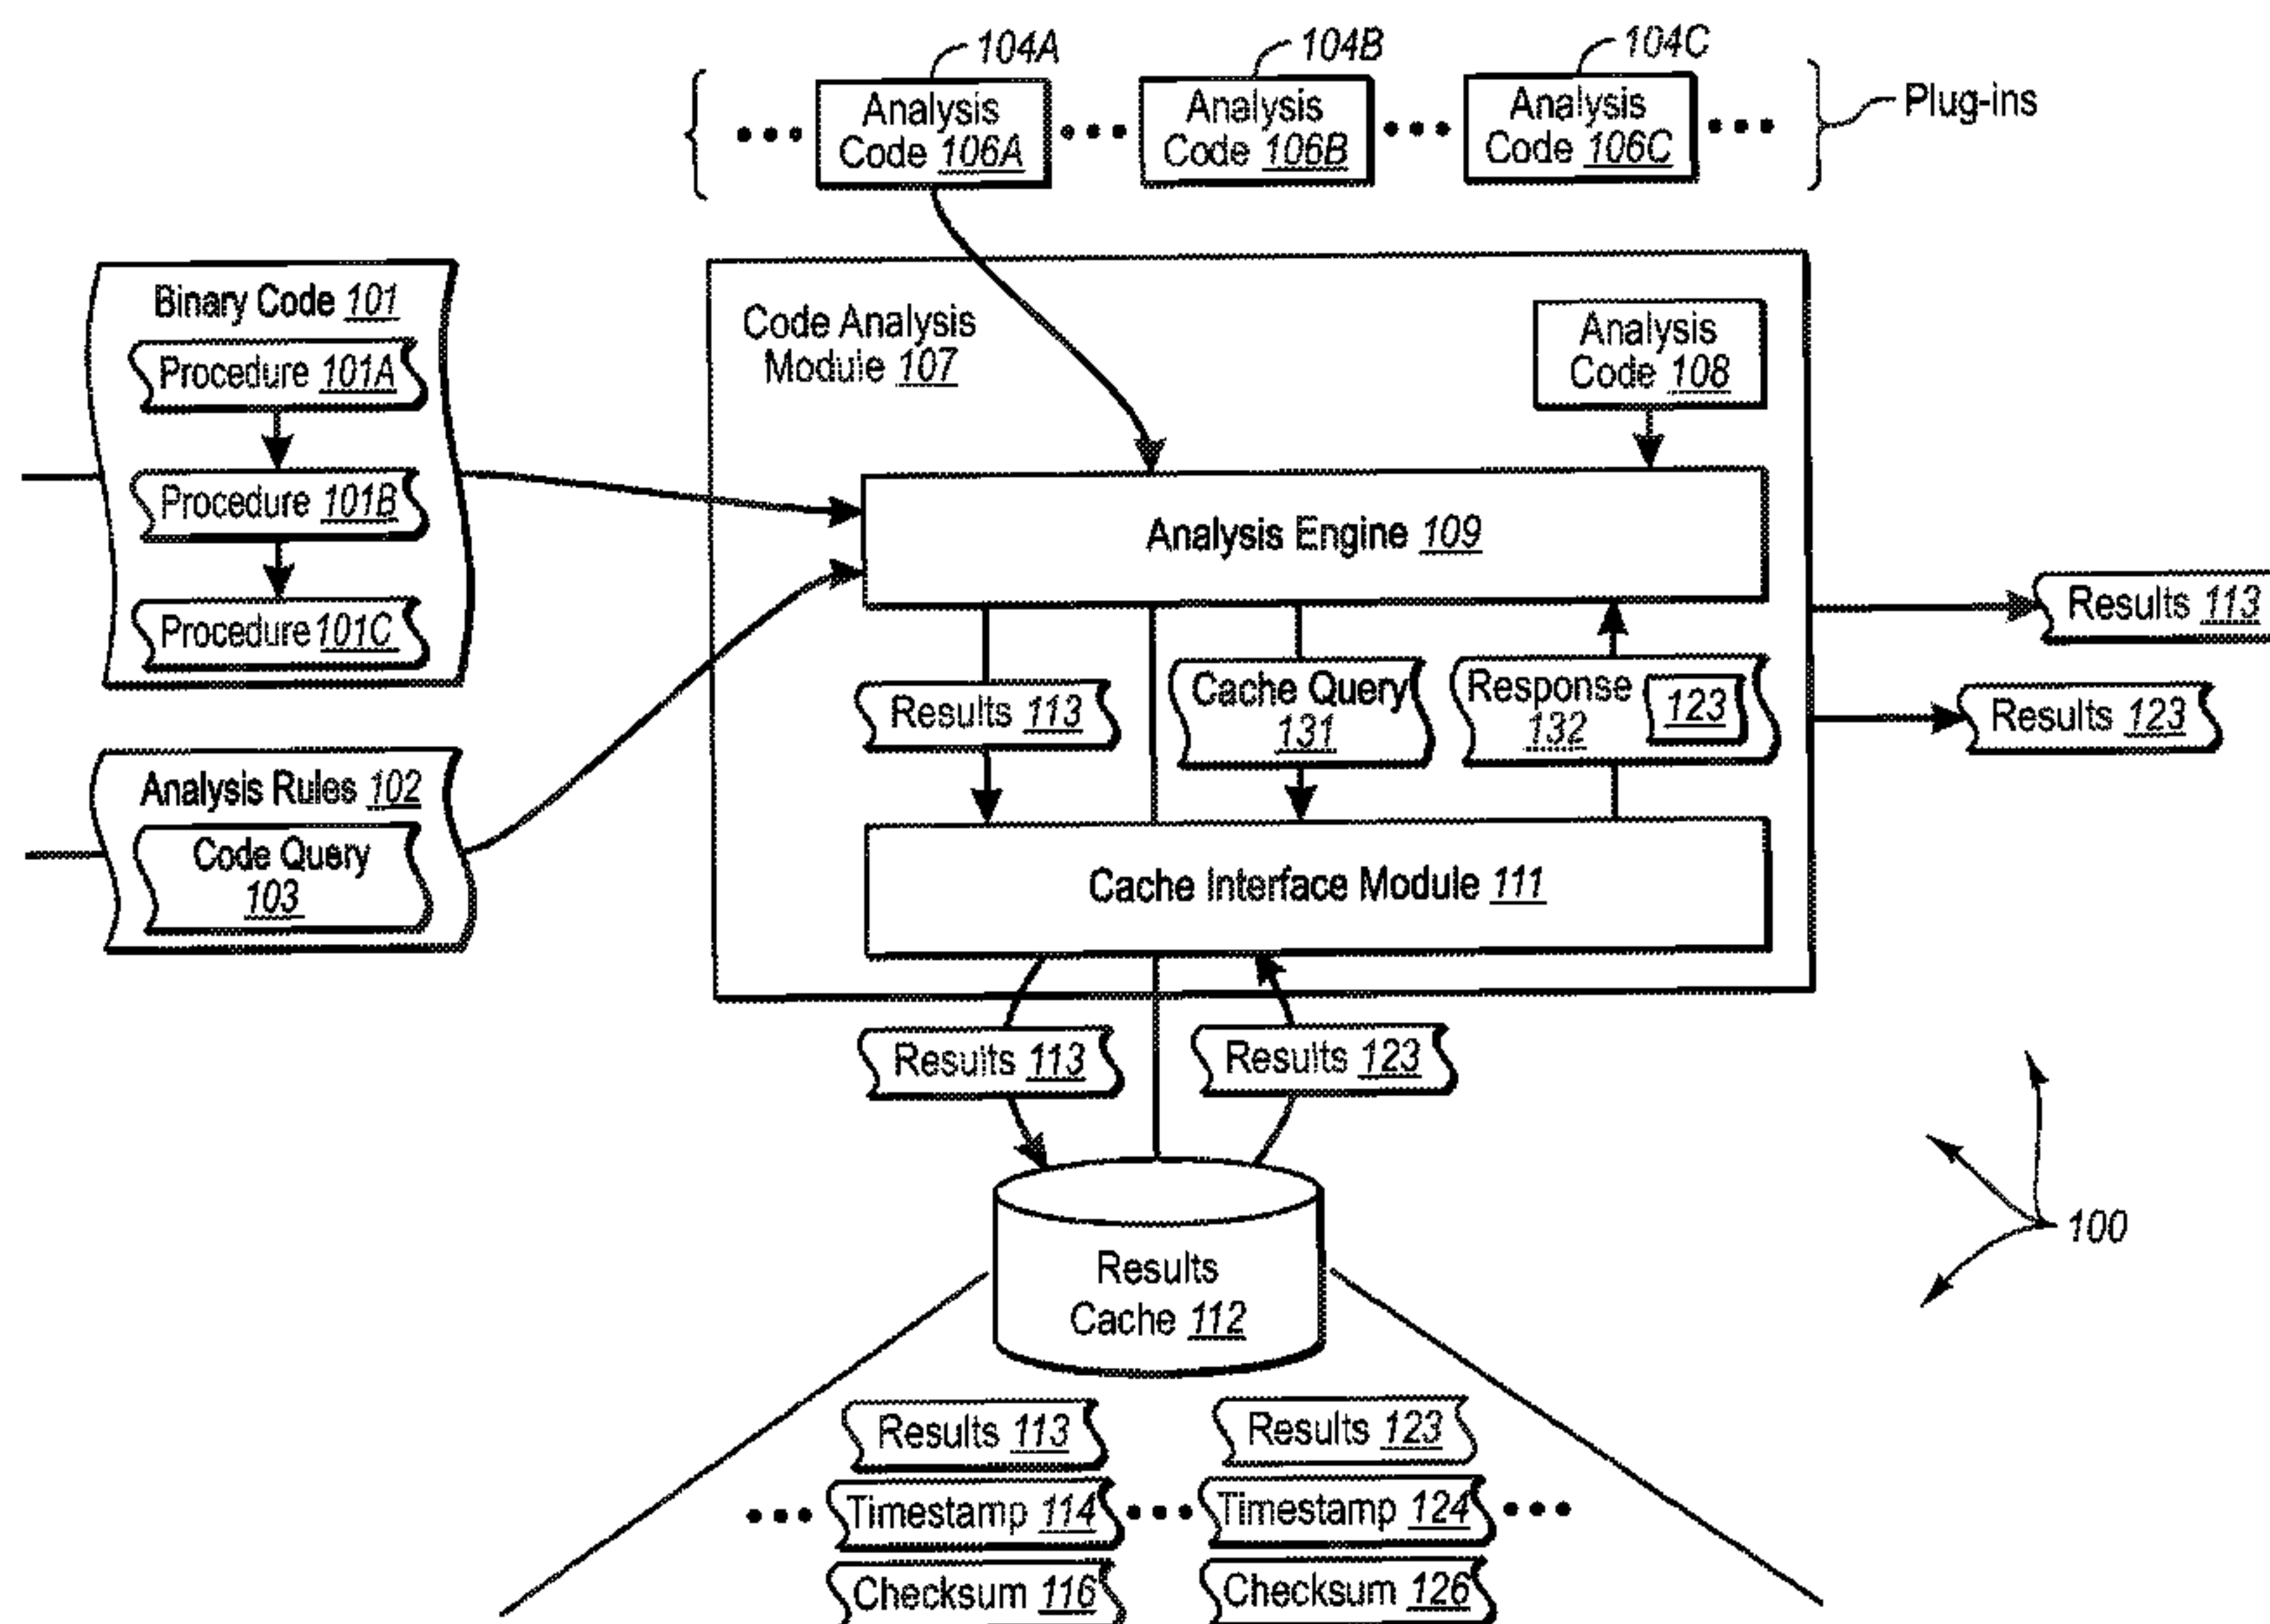 104A
104B
104C
Analysis
Code 106A
Analysis
Code 106B
Analysis
Code 106C
Plug-ins
Binary Code 101
Procedure 101A
Procedure 101B
Procedure 101C
Analysis Rules 102
Code Query
103
Code Analysis
Module 107
Analysis
Code 108
Analysis Engine 109
Results 113
Cache Query
131
Response
132
123
Cache Interface Module 111
Results 113
Results 123
Results 113
Results 123
Results
Cache 112
100
Results 113
Timestamp 114
Checksum 116
Results 123
Timestamp 124
Checksum 126